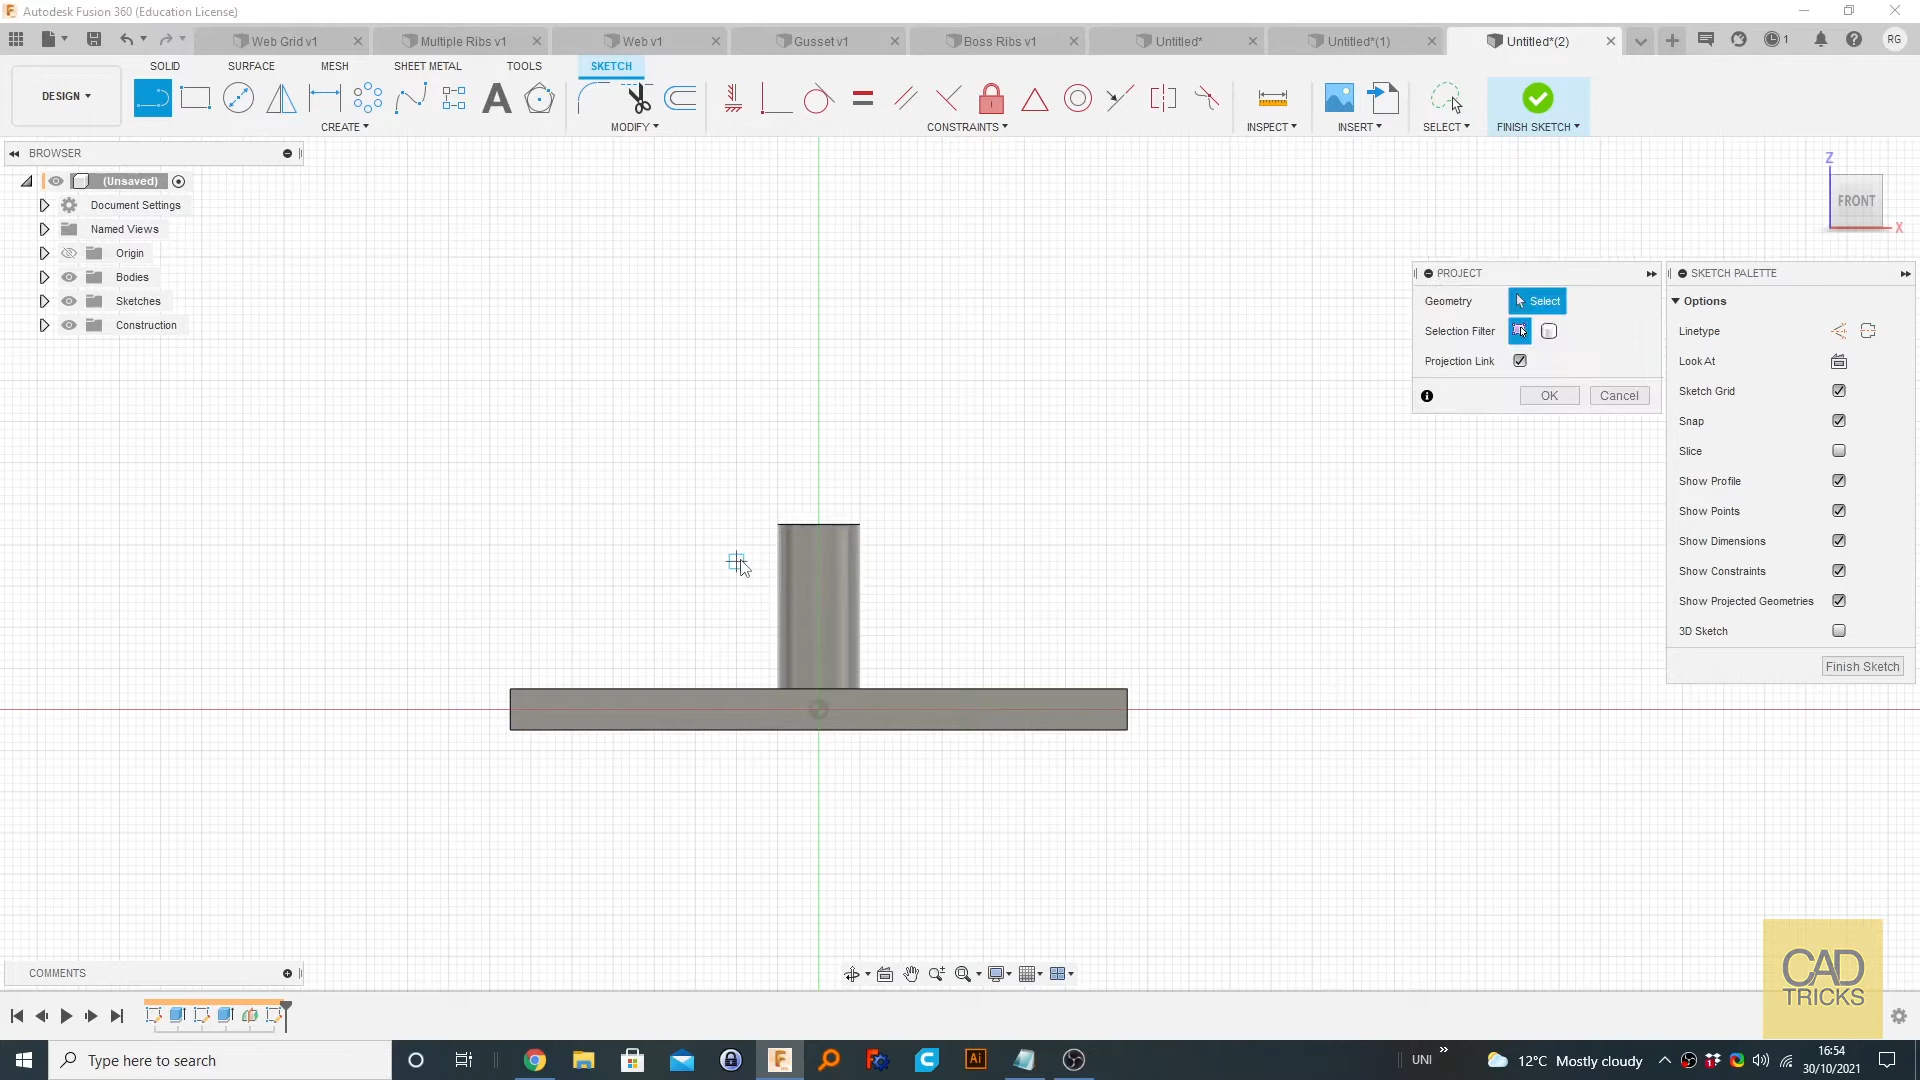 Autodesk Fusion 360 (Education License)
Web Grid v1
Multiple Ribs v1
Web v1
Gusset v1
Boss Ribs v1
Untitled*
Untitled*(1)
Untitled*(2)
1
RG
DESIGN
SOLID
SURFACE
MESH
SHEET METAL
TOOLS
SKETCH
CREATE
MODIFY
CONSTRAINTS
INSPECT
INSERT
SELECT
FINISH SKETCH
BROWSER
(Unsaved)
Document Settings
Named Views
Origin
Bodies
Sketches
Construction
Z
FRONT
X
PROJECT
Geometry
Select
Selection Filter
Projection Link
OK
Cancel
SKETCH PALETTE
Options
Linetype
Look At
Sketch Grid
Snap
Slice
Show Profile
Show Points
Show Dimensions
Show Constraints
Show Projected Geometries
3D Sketch
Finish Sketch
COMMENTS
CAD
TRICKS
Type here to search
Ai
UNI
12°C Mostly cloudy
16:54
30/10/2021